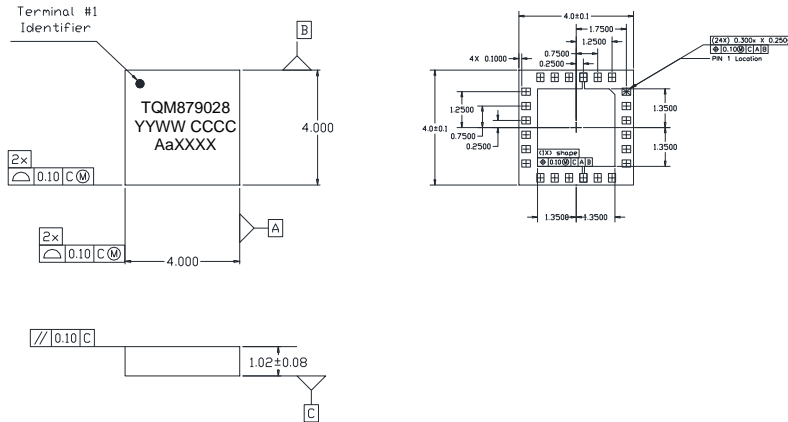 Terminal #1
Identifier
B
TQM879028
YYWW CCCC
AaXXXX
4.000
2x
0.10 C Ⓜ
A
2x
0.10 C Ⓜ
4.000
// 0.10 C
1.02±0.08
C
4.0±0.1
1.7500
1.2500
0.7500
0.2500
4X 0.1000
(24X) 0.300x X 0.250
0.10Ⓜ C A B
PIN 1 Location
1.2500
4.0±0.1
0.7500
0.2500
1.3500
1.3500
(1X) shape
0.10Ⓜ C A B
1.3500
1.3500